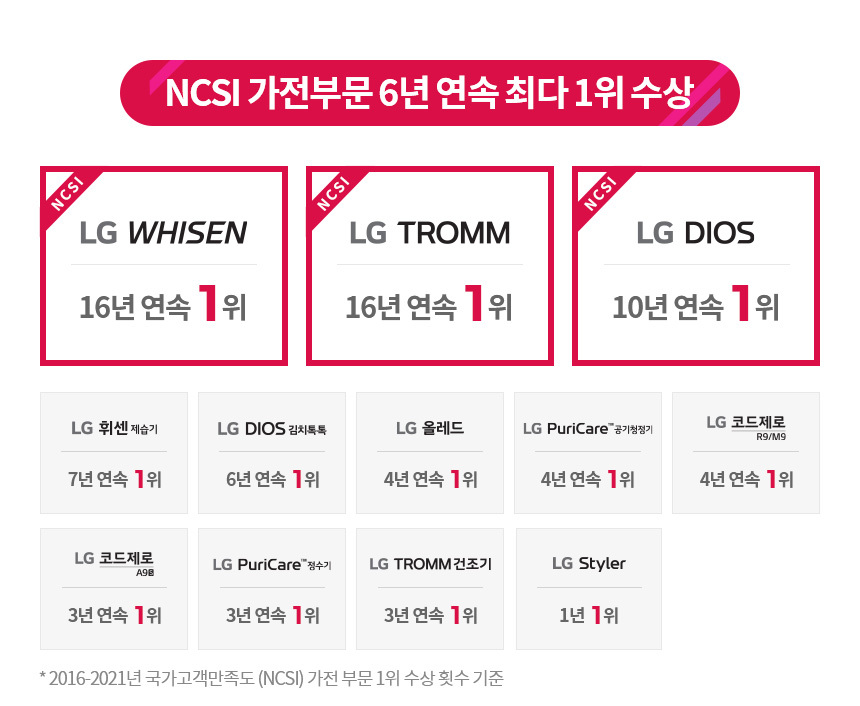 NCSI 가전부문 6년 연속 최다 1위 수상
NCSI
NCSI
NCSI
LG WHISEN
LG TROMM
LG DIOS
16년 연속 1위
16년 연속 1위
10년 연속 1위
LG 휘센 제습기
LG DIOS 김치톡톡
LG 올레드
LG PuriCare™ 공기청정기
LG 코드제로
R9/M9
7년 연속 1위
6년 연속 1위
4년 연속 1위
4년 연속 1위
4년 연속 1위
LG 코드제로
A9S
LG PuriCare™ 정수기
LG TROMM 건조기
LG Styler
3년 연속 1위
3년 연속 1위
3년 연속 1위
1년 1위
* 2016-2021년 국가고객만족도 (NCSI) 가전 부문 1위 수상 횟수 기준